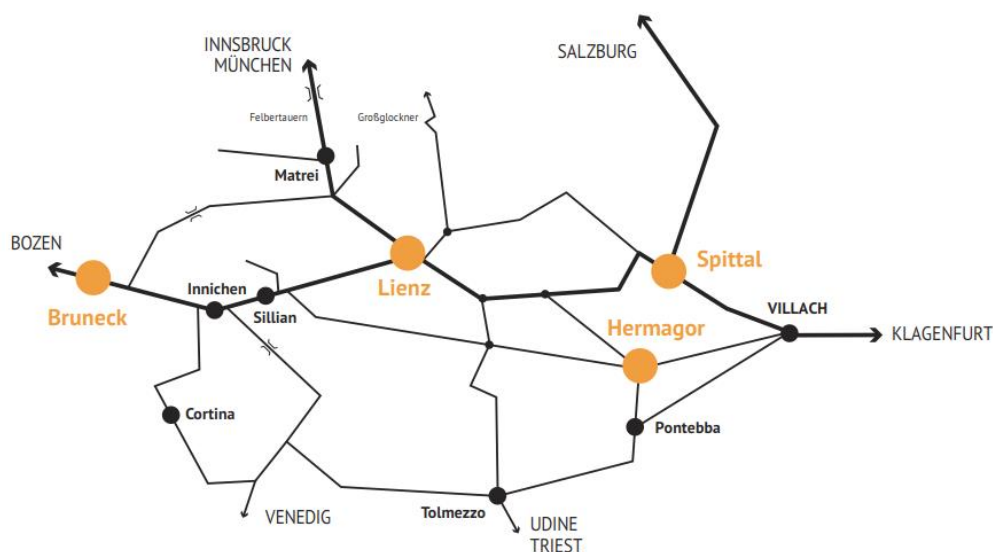 INNSBRUCK
MÜNCHEN
SALZBURG
Felbertauern
Großglockner
Matrei
BOZEN
Spittal
Innichen
Lienz
Bruneck
Sillian
VILLACH
Hermagor
KLAGENFURT
Cortina
Pontebba
VENEDIG
Tolmezzo
UDINE
TRIEST